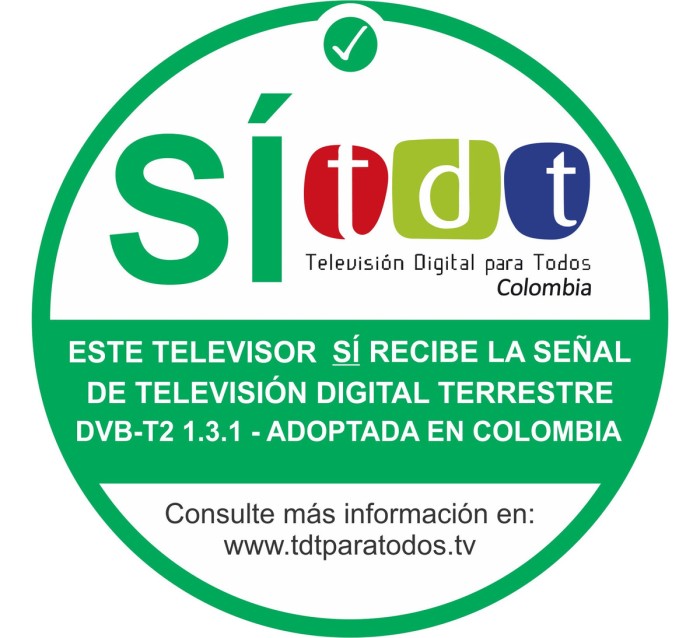 SÍ tdt
Televisión Digital para Todos
Colombia
ESTE TELEVISOR SÍ RECIBE LA SEÑAL
DE TELEVISIÓN DIGITAL TERRESTRE
DVB-T2 1.3.1 - ADOPTADA EN COLOMBIA
Consulte más información en:
www.tdtparatodos.tv